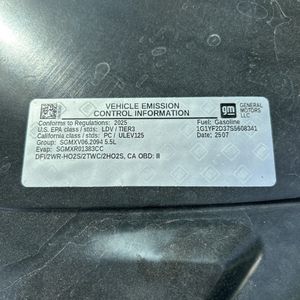 VEHICLE EMISSION
CONTROL INFORMATION
gm GENERAL MOTORS LLC
Conforms to Regulations: 2025 Fuel: Gasoline
U.S. EPA class / stds: LDV / TIER3 1G1YF2D37S5608341
California class / stds: PC / ULEV125 Date: 25 07
Group: SGMXV06.2094 5.5L
Evap: SGMXR01383CC
DFI/2WR-HO2S/2TWC/2HO2S, CA OBD: II